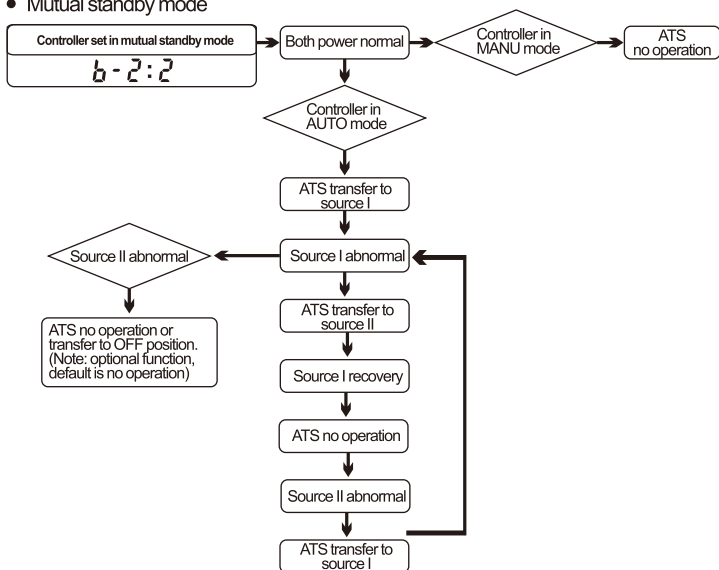 • Mutual standby mode
Controller set in mutual standby mode
b-2:2
Both power normal
Controller in
MANU mode
ATS
no operation
Controller in
AUTO mode
ATS transfer to
source I
Source I abnormal
Source II abnormal
ATS no operation or
transfer to OFF position.
(Note: optional function,
default is no operation)
ATS transfer to
source II
Source I recovery
ATS no operation
Source II abnormal
ATS transfer to
source I